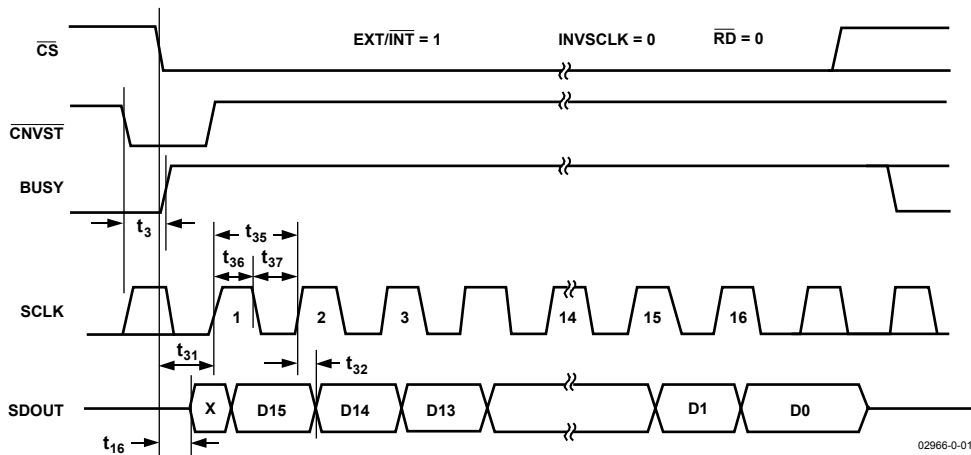 CS EXT/INT = 1 INVSCLK = 0 RD = 0
CNVST
BUSY
t3
t35
t36 t37
SCLK 1 2 3 14 15 16
t31 t32
SDOUT X D15 D14 D13 D1 D0
t16
02966-0-01